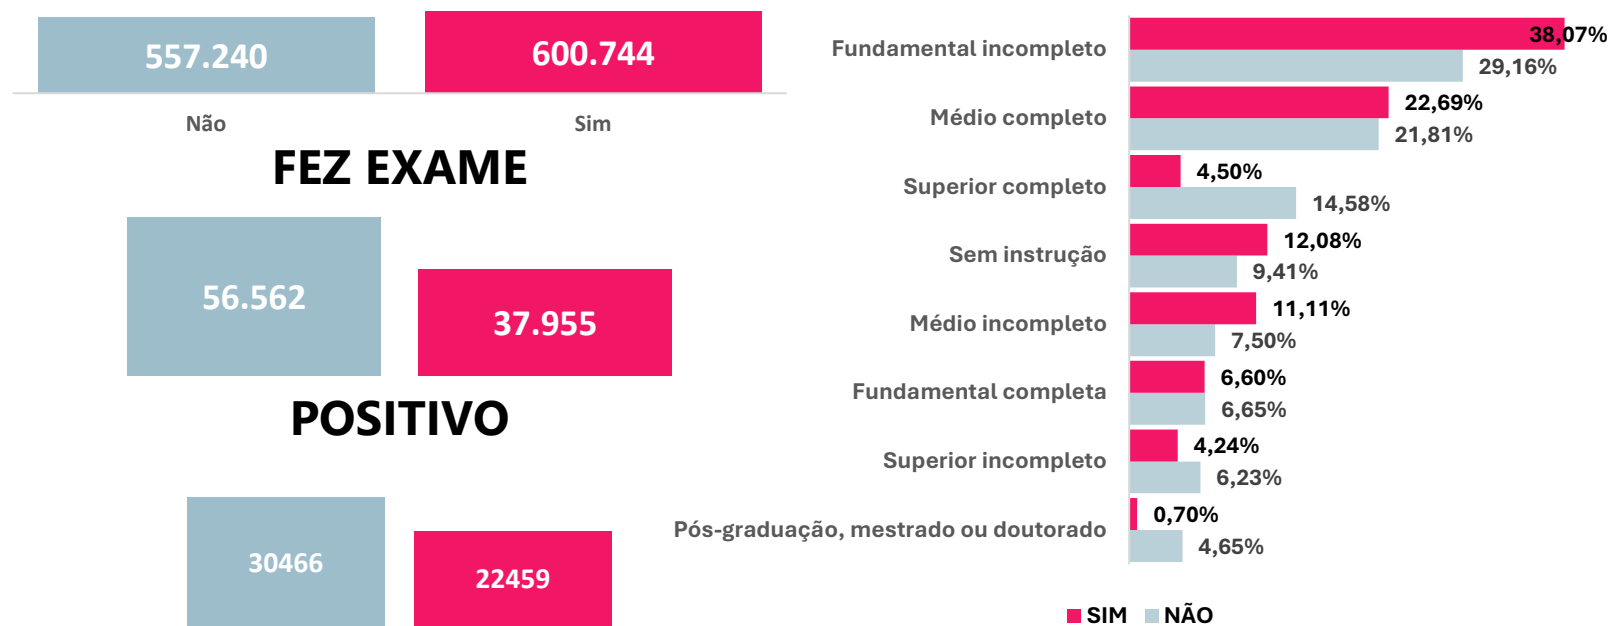 557.240
600.744
Não
Sim
FEZ EXAME
56.562
37.955
POSITIVO
30466
22459
Fundamental incompleto
38,07%
29,16%
Médio completo
22,69%
21,81%
Superior completo
4,50%
14,58%
Sem instrução
12,08%
9,41%
Médio incompleto
11,11%
7,50%
Fundamental completa
6,60%
6,65%
Superior incompleto
4,24%
6,23%
Pós-graduação, mestrado ou doutorado
0,70%
4,65%
SIM NÃO